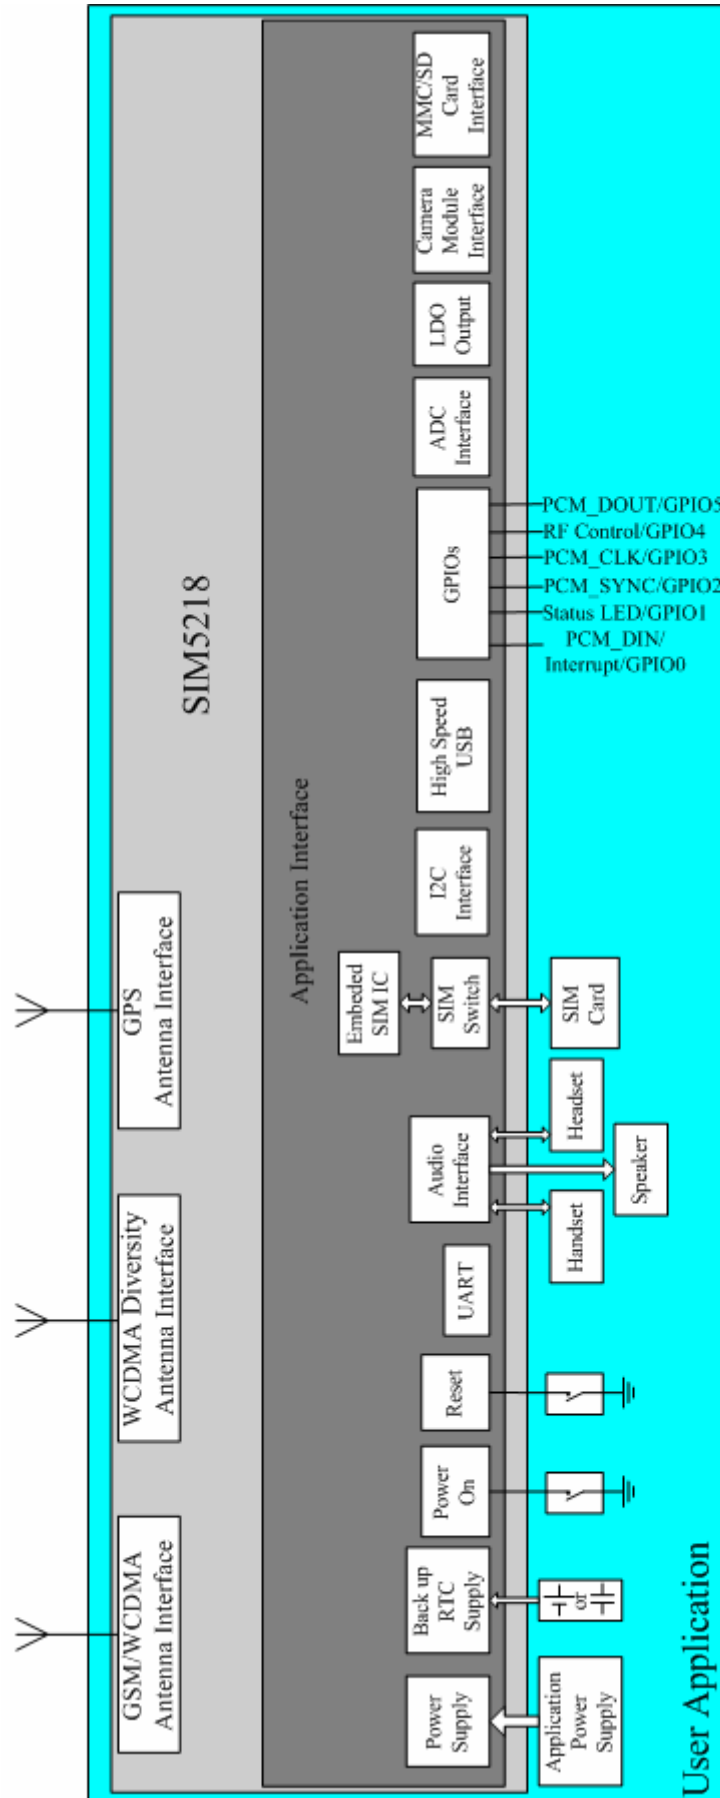 MMC/SD
Card
Interface
Camera
Module
Interface
LDO
Output
ADC
Interface
GPIOs
PCM_DOUT/GPIO5
RF Control/GPIO4
PCM_CLK/GPIO3
PCM_SYNC/GPIO2
Status LED/GPIO1
PCM_DIN/
Interrupt/GPIO0
SIM5218
High Speed
USB
Application Interface
I2C
Interface
GPS
Antenna Interface
Embeded
SIM IC
SIM
Switch
SIM
Card
Audio
Interface
Headset
Speaker
Handset
WCDMA Diversity
Antenna Interface
UART
Reset
Power
On
GSM/WCDMA
Antenna Interface
Back up
RTC
Supply
or
Power
Supply
Application
Power
Supply
User Application